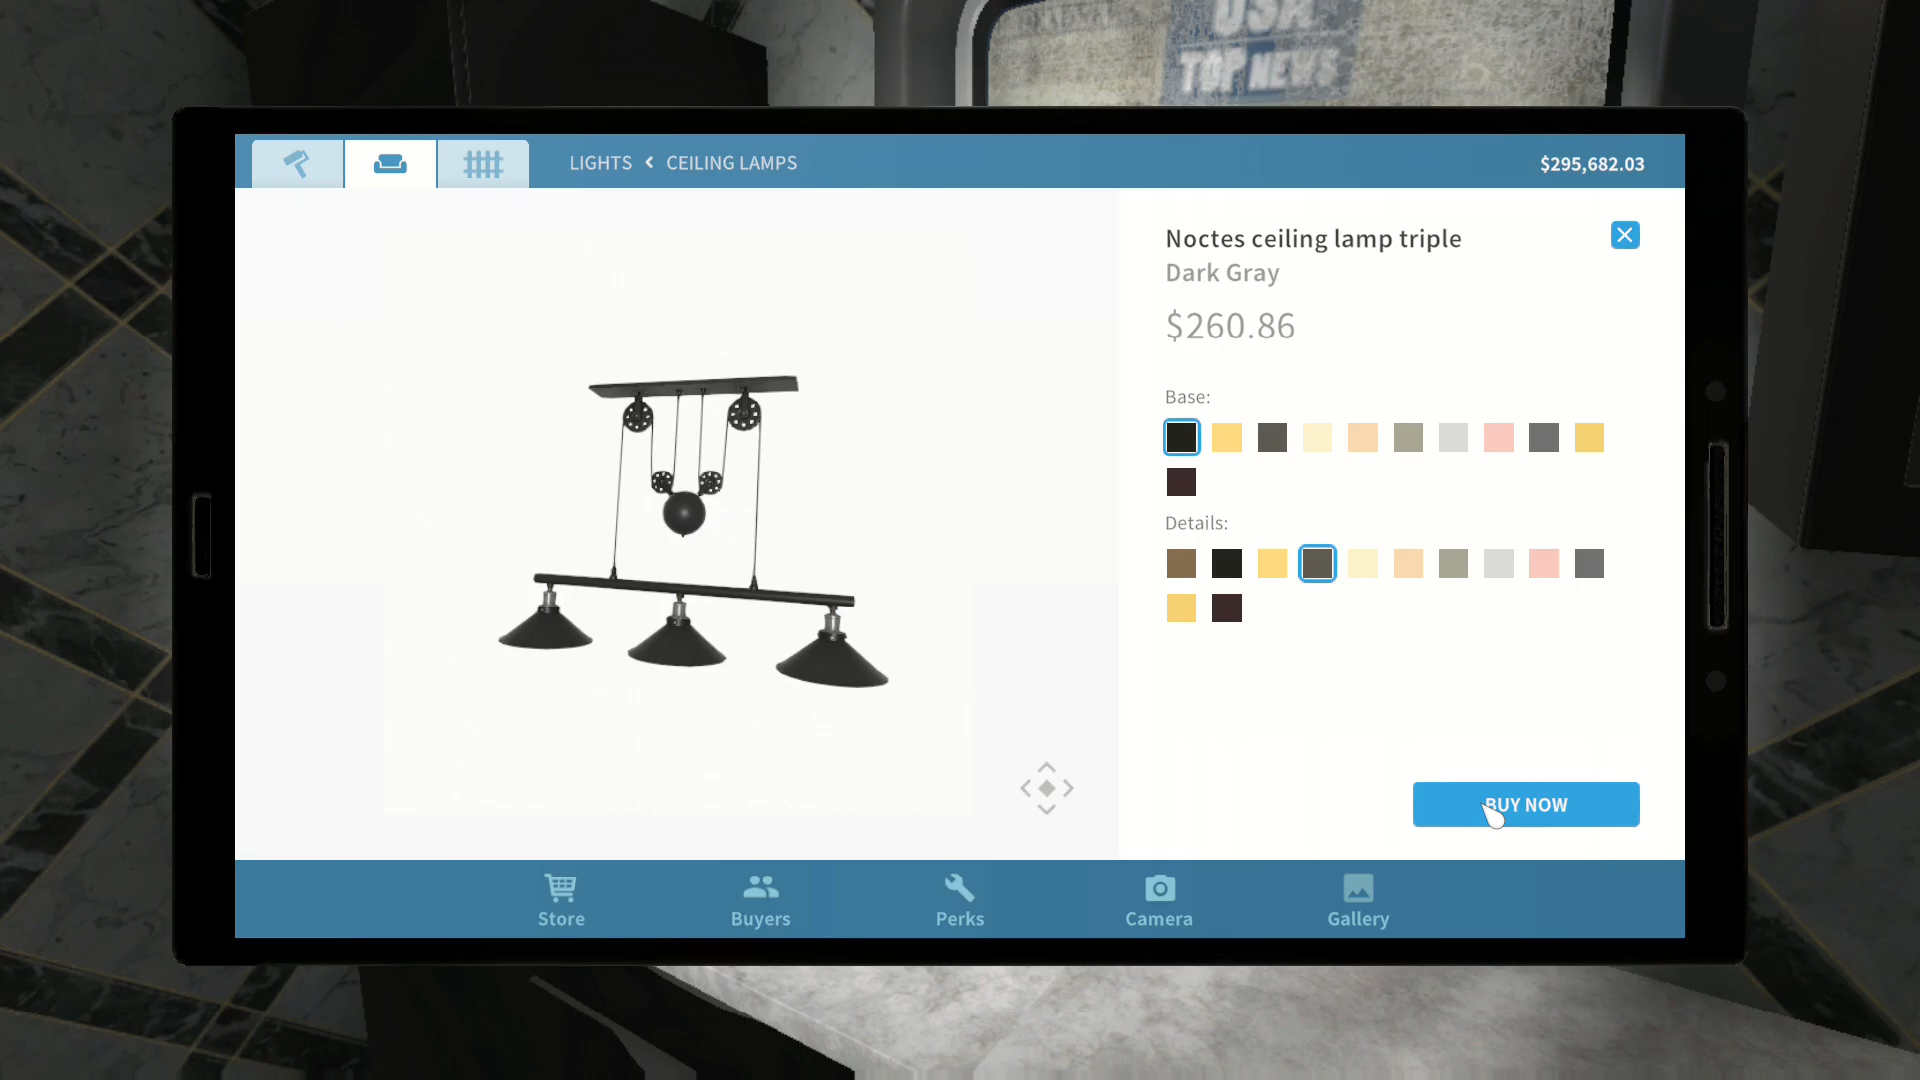 USA
TOP NEWS
LIGHTS < CEILING LAMPS
$295,682.03
Noctes ceiling lamp triple
Dark Gray
$260.86
Base:
Details:
BUY NOW
Store
Buyers
Perks
Camera
Gallery